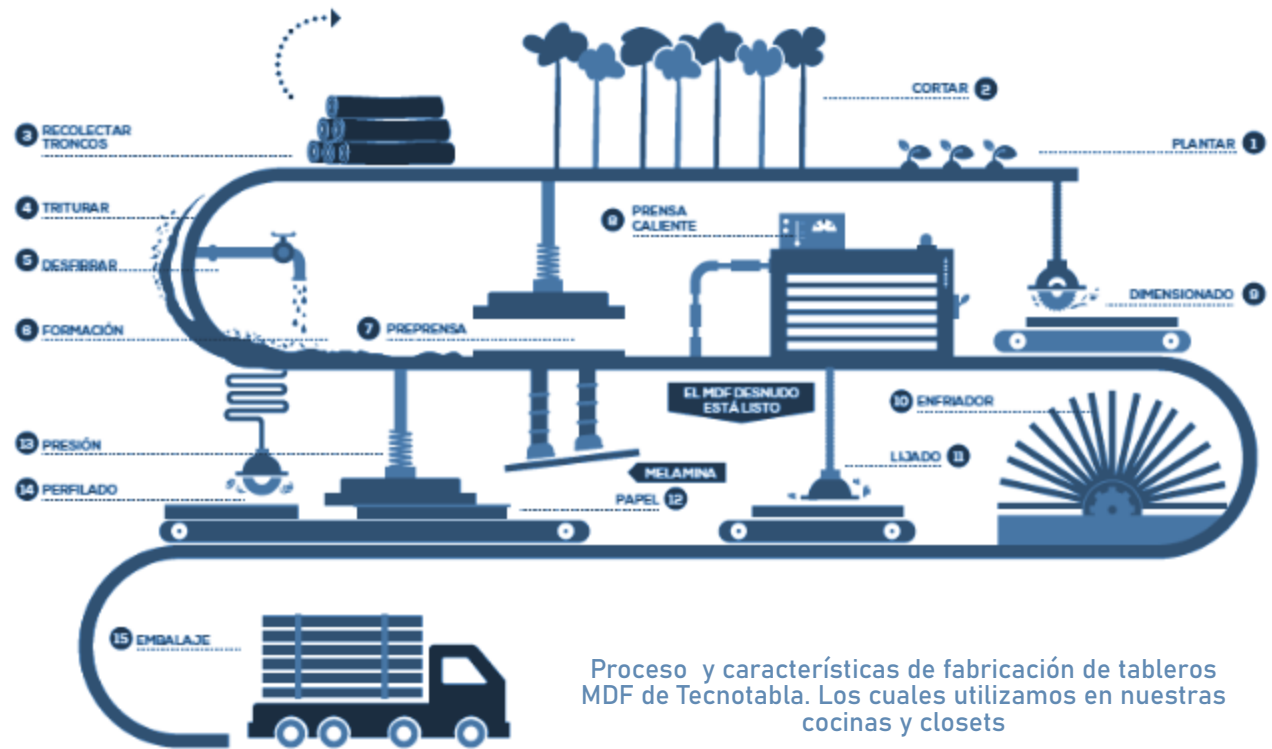 CORTAR 2
PLANTAR 1
3 RECOLECTAR
TRONCOS
4 TRITURAR
5 DESFIBRAR
6 FORMACIÓN
7 PREPRENSA
8 PRENSA
CALIENTE
DIMENSIONADO 9
EL MDF DESNUDO
ESTÁ LISTO
10 ENFRIADOR
LIJADO 11
MELAMINA
PAPEL 12
13 PRESIÓN
14 PERFILADO
15 EMBALAJE
Proceso y características de fabricación de tableros
MDF de Tecnotabla. Los cuales utilizamos en nuestras
cocinas y closets